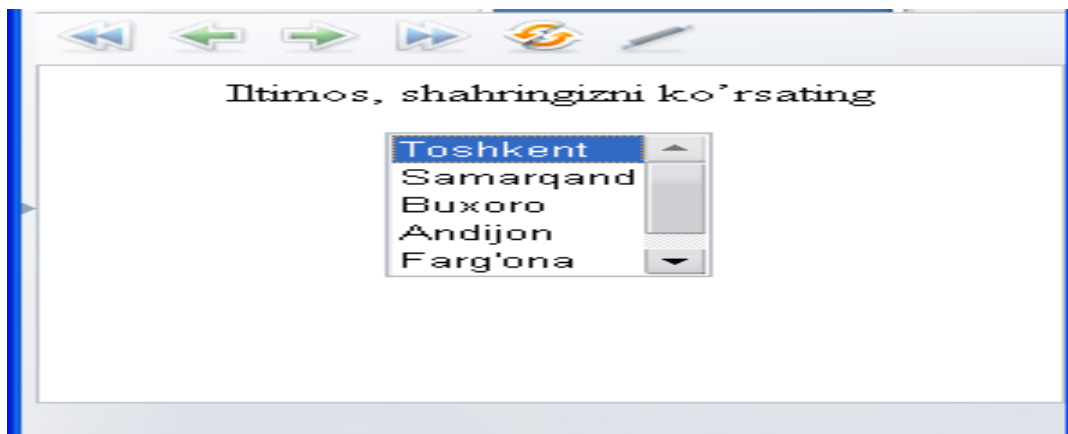 Iltimos, shahringizni ko’rsating
Toshkent
Samarqand
Buxoro
Andijon
Farg'ona